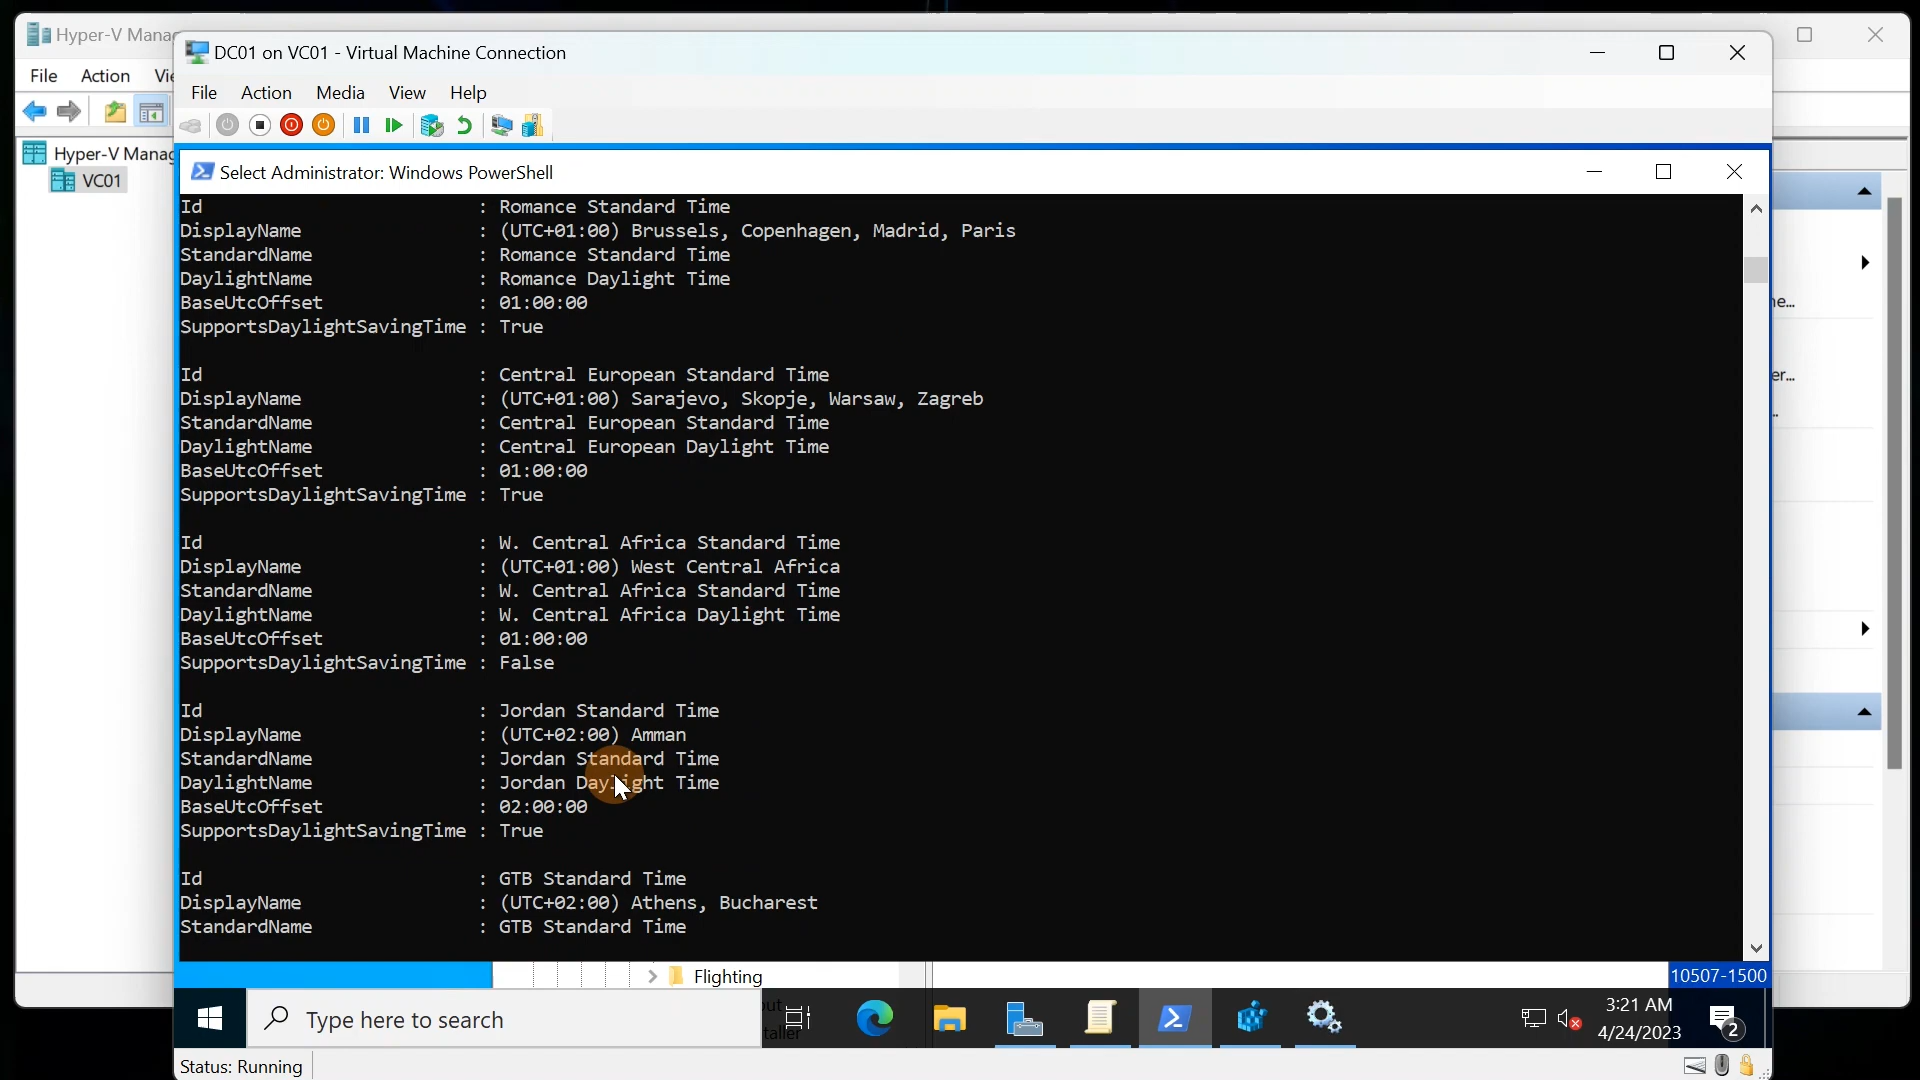 Hyper-V Manag
File Action Vie
Hyper-V Manag
VC01
DC01 on VC01 - Virtual Machine Connection
File Action Media View Help
Select Administrator: Windows PowerShell
Id : Romance Standard Time
DisplayName : (UTC+01:00) Brussels, Copenhagen, Madrid, Paris
StandardName : Romance Standard Time
DaylightName : Romance Daylight Time
BaseUtcOffset : 01:00:00
SupportsDaylightSavingTime : True
Id : Central European Standard Time
DisplayName : (UTC+01:00) Sarajevo, Skopje, Warsaw, Zagreb
StandardName : Central European Standard Time
DaylightName : Central European Daylight Time
BaseUtcOffset : 01:00:00
SupportsDaylightSavingTime : True
Id : W. Central Africa Standard Time
DisplayName : (UTC+01:00) West Central Africa
StandardName : W. Central Africa Standard Time
DaylightName : W. Central Africa Daylight Time
BaseUtcOffset : 01:00:00
SupportsDaylightSavingTime : False
Id : Jordan Standard Time
DisplayName : (UTC+02:00) Amman
StandardName : Jordan Standard Time
DaylightName : Jordan Daylight Time
BaseUtcOffset : 02:00:00
SupportsDaylightSavingTime : True
Id : GTB Standard Time
DisplayName : (UTC+02:00) Athens, Bucharest
StandardName : GTB Standard Time
ne...
er...
Flighting
10507-1500
Type here to search
3:21 AM
4/24/2023
2
Status: Running